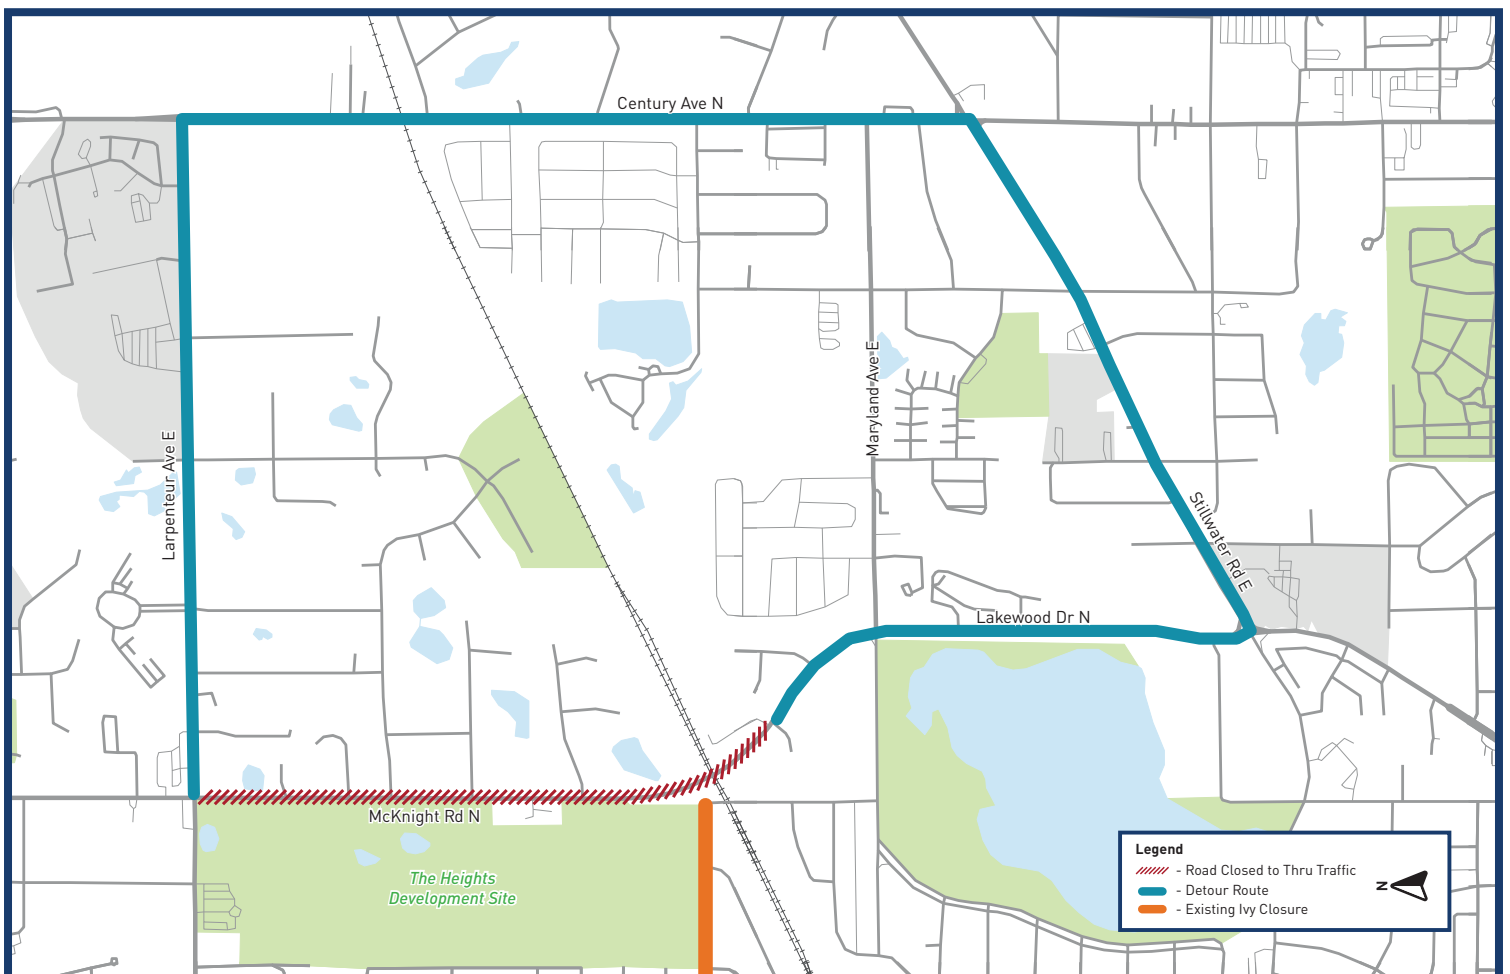 Century Ave N
Maryland Ave E
Larpenteur Ave E
Stillwater Rd E
Lakewood Dr N
McKnight Rd N
The Heights
Development Site
Legend
- Road Closed to Thru Traffic
- Detour Route
- Existing Ivy Closure
N